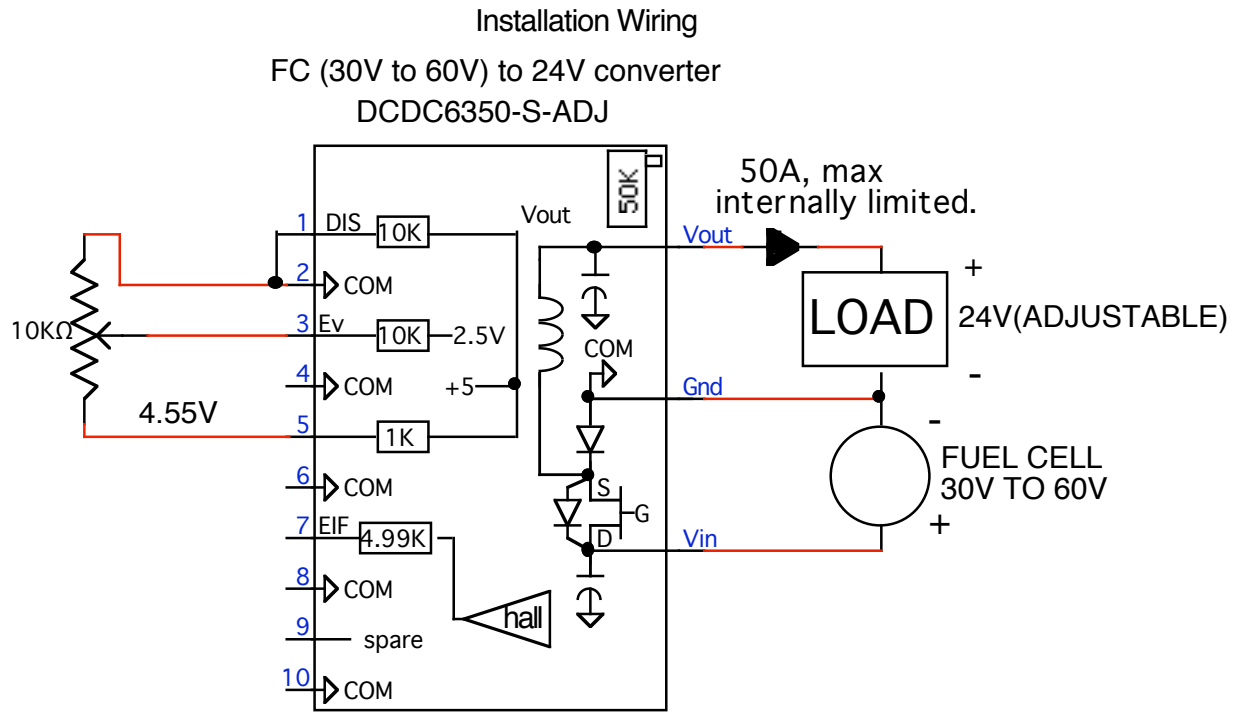 Installation Wiring
FC (30V to 60V) to 24V converter
DCDC6350-S-ADJ
50K
50A, max
internally limited.
1 DIS 10K
Vout
Vout
2 COM
10KΩ
3 Ev 10K 2.5V
LOAD
+
24V(ADJUSTABLE)
-
COM
4 COM
+5
Gnd
4.55V
5 1K
-
FUEL CELL
30V TO 60V
+
6 COM
S
G
D
7 EIF 4.99K
Vin
8 COM
hall
9 spare
10 COM